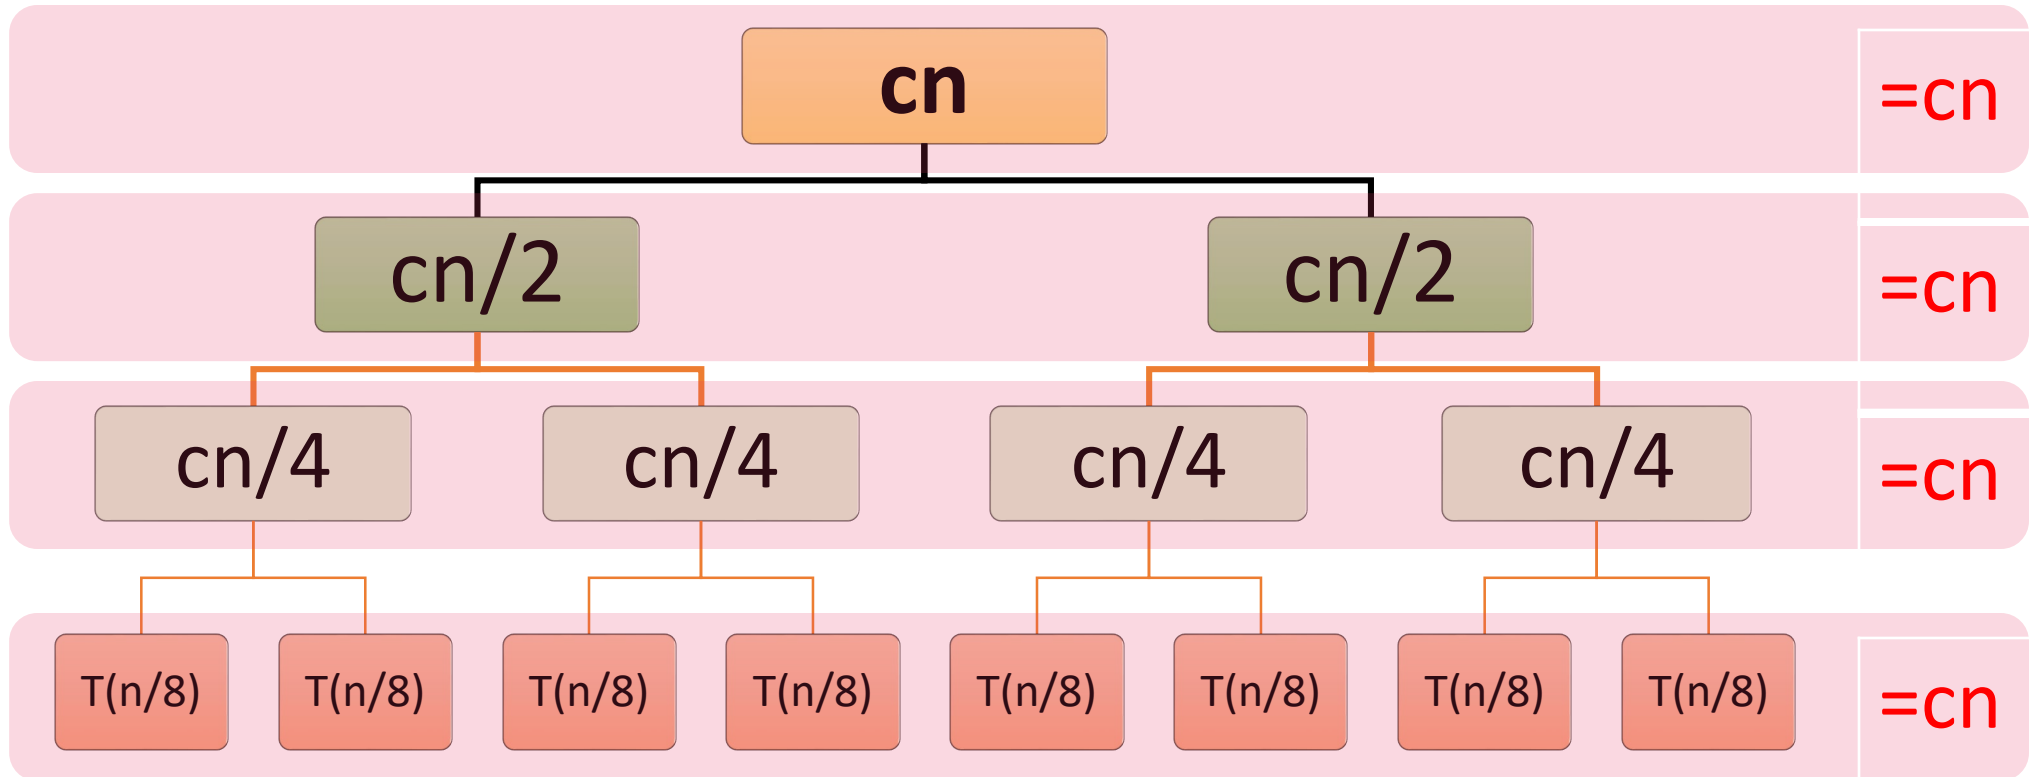 cn =cn
cn/2 cn/2 =cn
cn/4 cn/4 cn/4 cn/4 =cn
T(n/8) T(n/8) T(n/8) T(n/8) T(n/8) T(n/8) T(n/8) T(n/8) =cn